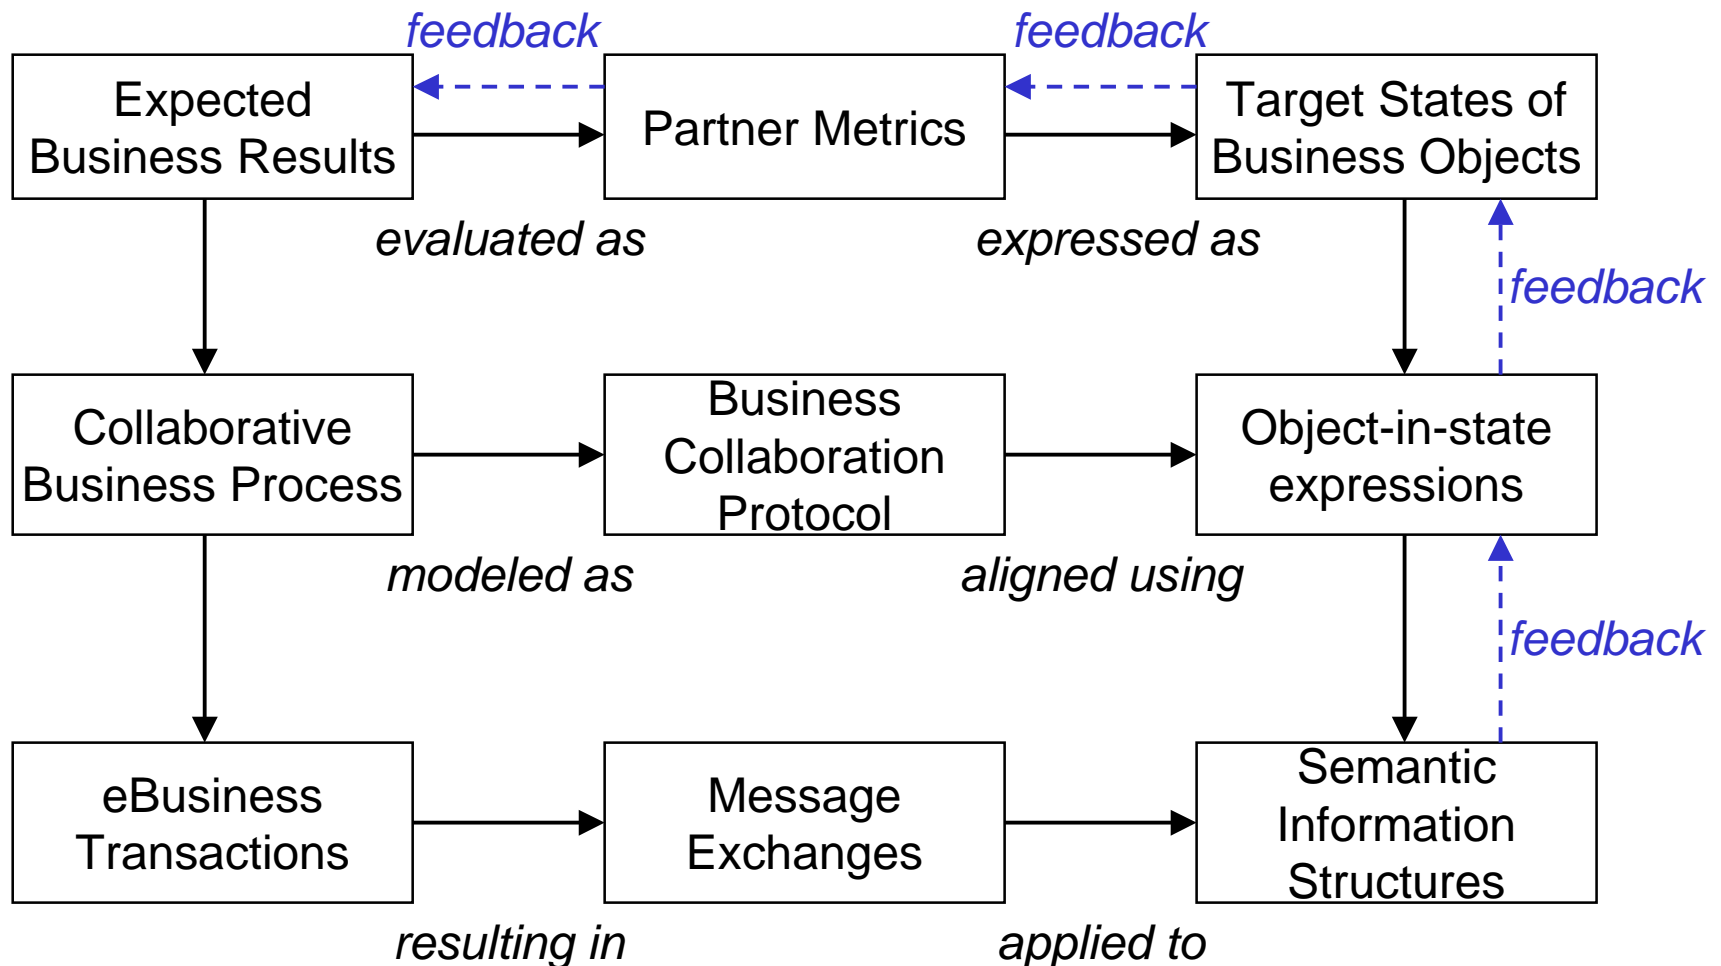 feedback
feedback
Expected
Business Results
Partner Metrics
Target States of
Business Objects
evaluated as
expressed as
feedback
Collaborative
Business Process
Business
Collaboration
Protocol
Object-in-state
expressions
modeled as
aligned using
feedback
eBusiness
Transactions
Message
Exchanges
Semantic
Information
Structures
resulting in
applied to